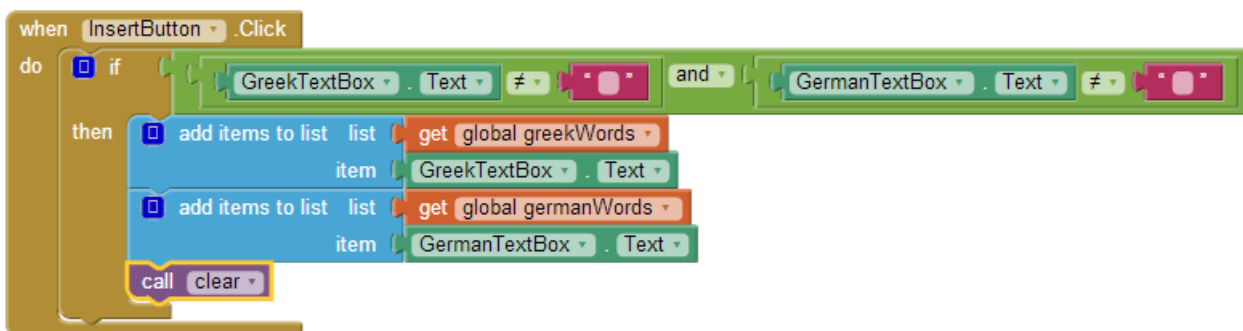 when InsertButton .Click
do if GreekTextBox . Text ≠ " " and GermanTextBox . Text ≠ " "
then add items to list list get global greekWords
item GreekTextBox . Text
add items to list list get global germanWords
item GermanTextBox . Text
call clear